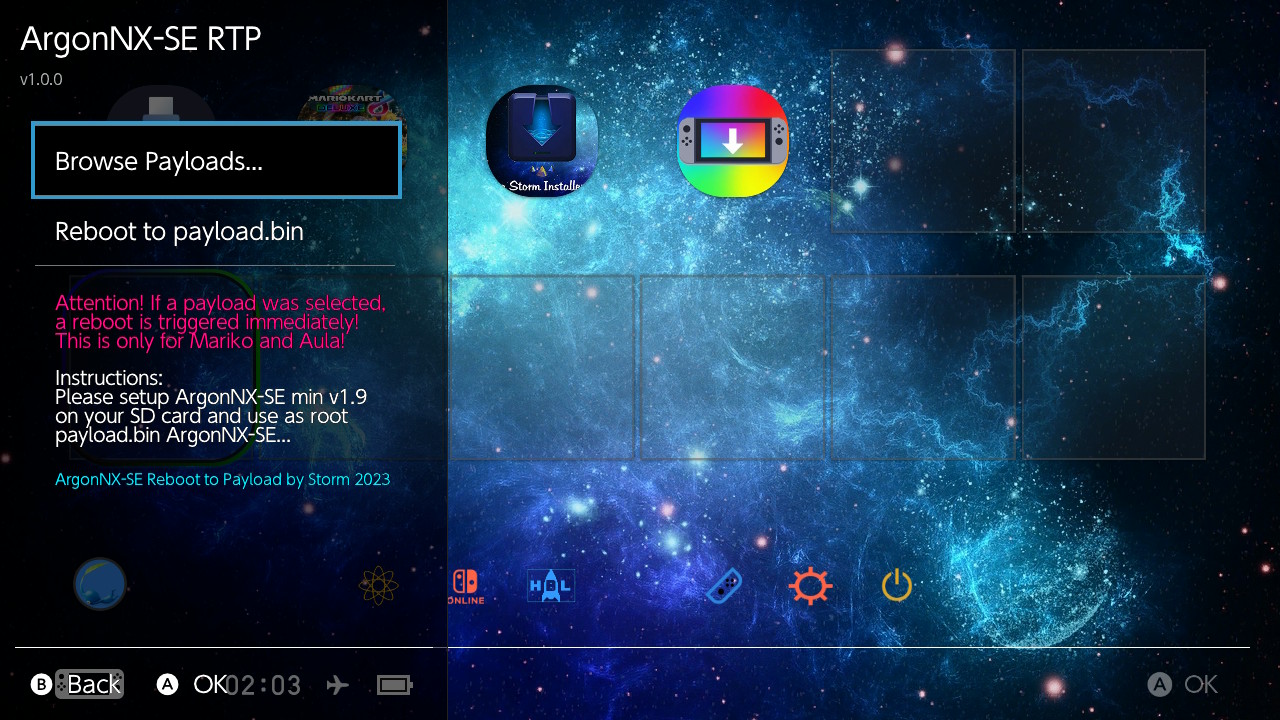 ArgonNX-SE RTP
v1.0.0
MARIOKART
DELUXE 8
Storm Installe
Browse Payloads...
Reboot to payload.bin
Attention! If a payload was selected,
a reboot is triggered immediately!
This is only for Mariko and Aula!
Instructions:
Please setup ArgonNX-SE min v1.9
on your SD card and use as root
payload.bin ArgonNX-SE...
ArgonNX-SE Reboot to Payload by Storm 2023
ONLINE
HBL
B Back A OK 02:03 A OK